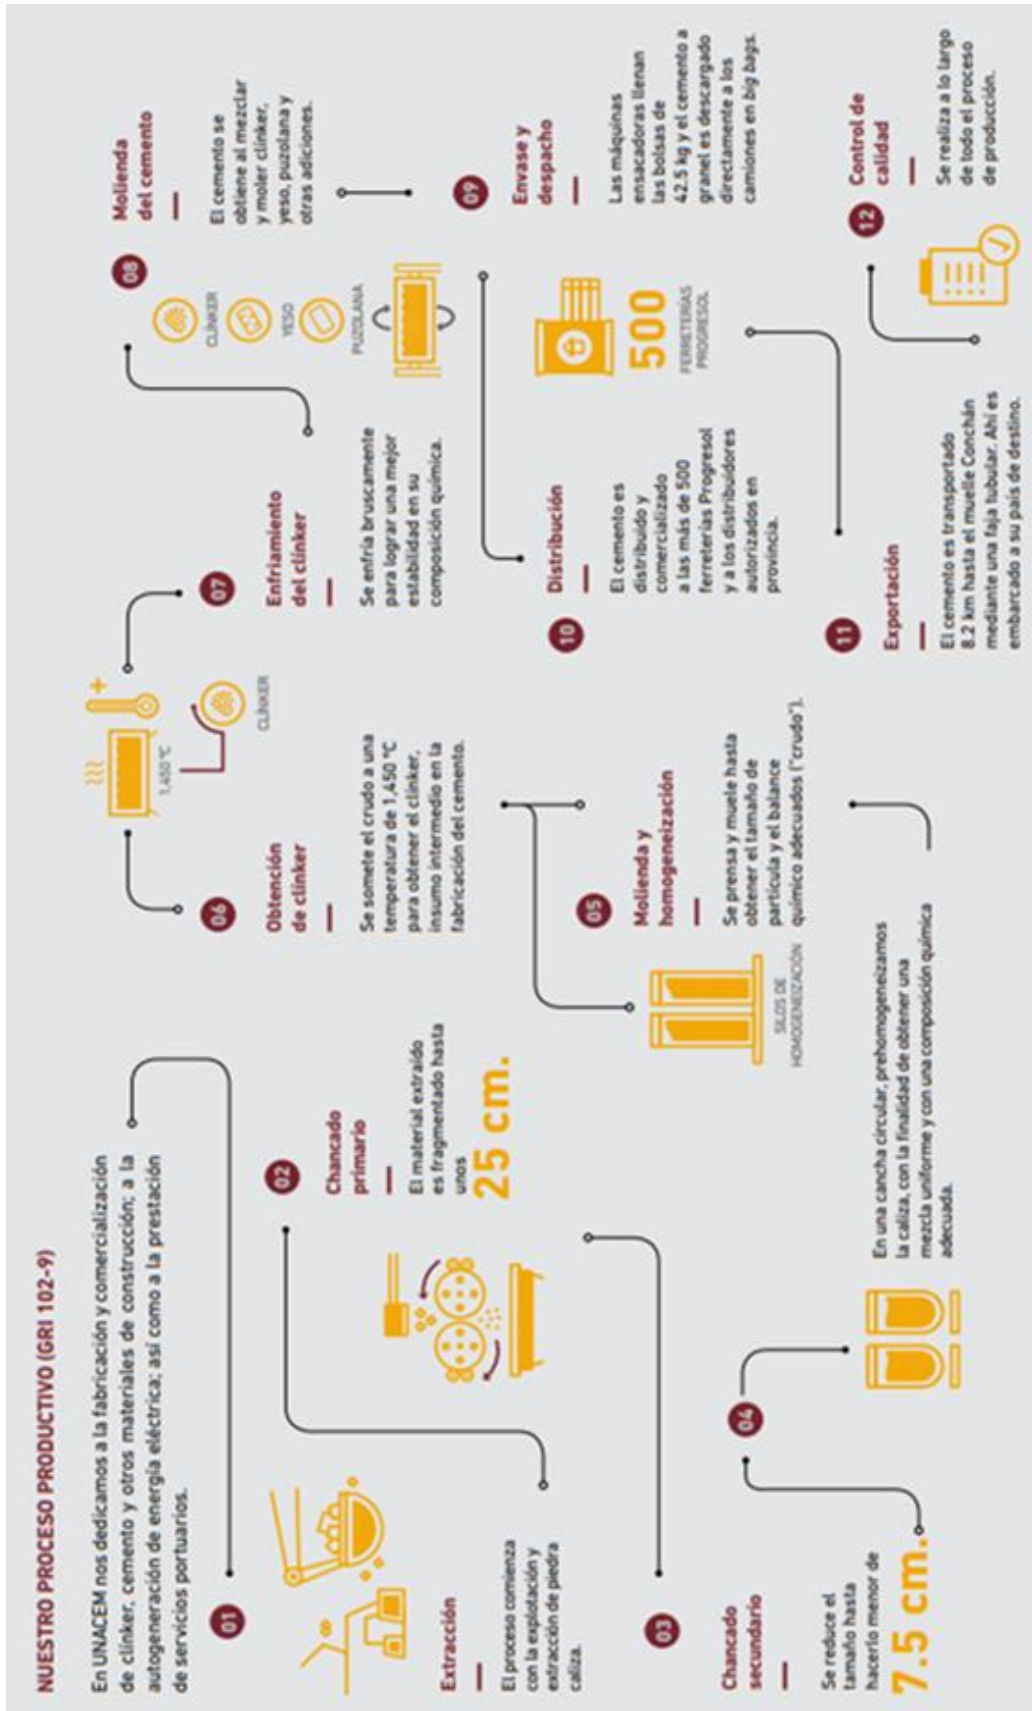 NUESTRO PROCESO PRODUCTIVO (GRI 102-9)
En UNACEM nos dedicamos a la fabricación y comercialización
de clínker, cemento y otros materiales de construcción; a la
autogeneración de energía eléctrica; así como a la prestación
de servicios portuarios.
01
Extracción
El proceso comienza
con la explotación y
extracción de piedra
caliza.
02
Chancado
primario
El material extraído
es fragmentado hasta
unos
25 cm.
03
Chancado
secundario
Se reduce el
tamaño hasta
hacerlo menor de
7.5 cm.
04
En una cancha circular, prehomogeneizamos
la caliza, con la finalidad de obtener una
mezcla uniforme y con una composición química
adecuada.
05
Molienda y
homogeneización
Se prensa y muele hasta
obtener el tamaño de
partícula y el balance
químico adecuados ("crudo").
SILOS DE
HOMOGENEIZACIÓN
06
Obtención
de clínker
Se somete el crudo a una
temperatura de 1,450 °C
para obtener el clínker,
insumo intermedio en la
fabricación del cemento.
1,450 °C
CLÍNKER
07
Enfriamiento
del clínker
Se enfría bruscamente
para lograr una mejor
estabilidad en su
composición química.
08
Molienda
del cemento
El cemento se
obtiene al mezclar
y moler clínker,
yeso, puzolana y
otras adiciones.
CLÍNKER
YESO
PUZOLANA
09
Envase y
despacho
Las máquinas
ensacadoras llenan
las bolsas de
42.5 kg y el cemento a
granel es descargado
directamente a los
camiones en big bags.
10
Distribución
El cemento es
distribuido y
comercializado
a las más de 500
ferreterías Progresol
y a los distribuidores
autorizados en
provincia.
500
FERRETERÍAS
PROGRESOL
11
Exportación
El cemento es transportado
8.2 km hasta el muelle Conchán
mediante una faja tubular. Ahí es
embarcado a su país de destino.
12
Control de
calidad
Se realiza a lo largo
de todo el proceso
de producción.